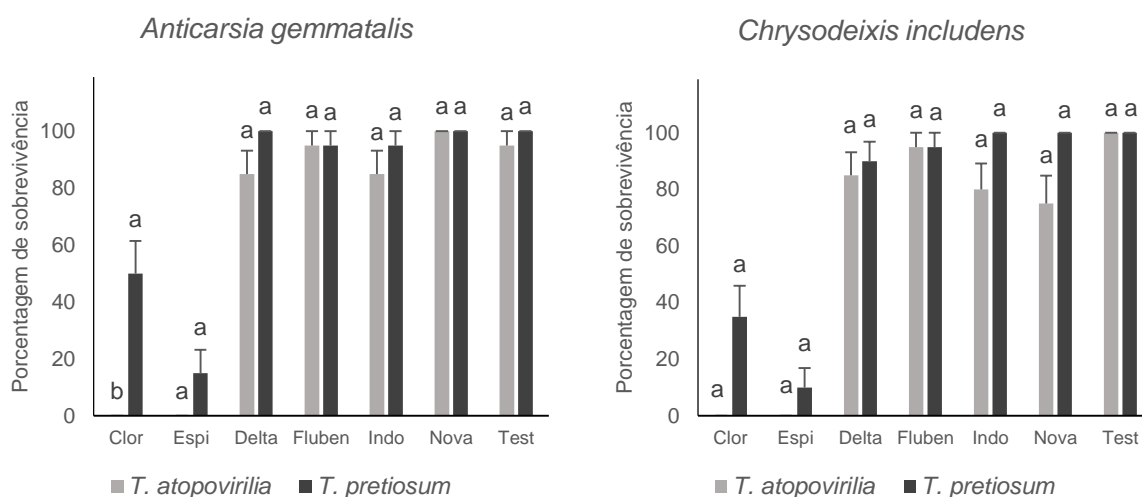 Anticarsia gemmatalis
Porcentagem de sobrevivência
100
80
60
40
20
0
b a a a a a a a a a a a a a
Clor Espi Delta Fluben Indo Nova Test
T. atopovirilia T. pretiosum
Chrysodeixis includens
Porcentagem de sobrevivência
100
80
60
40
20
0
a a a a a a a a a a a a a a
Clor Espi Delta Fluben Indo Nova Test
T. atopovirilia T. pretiosum